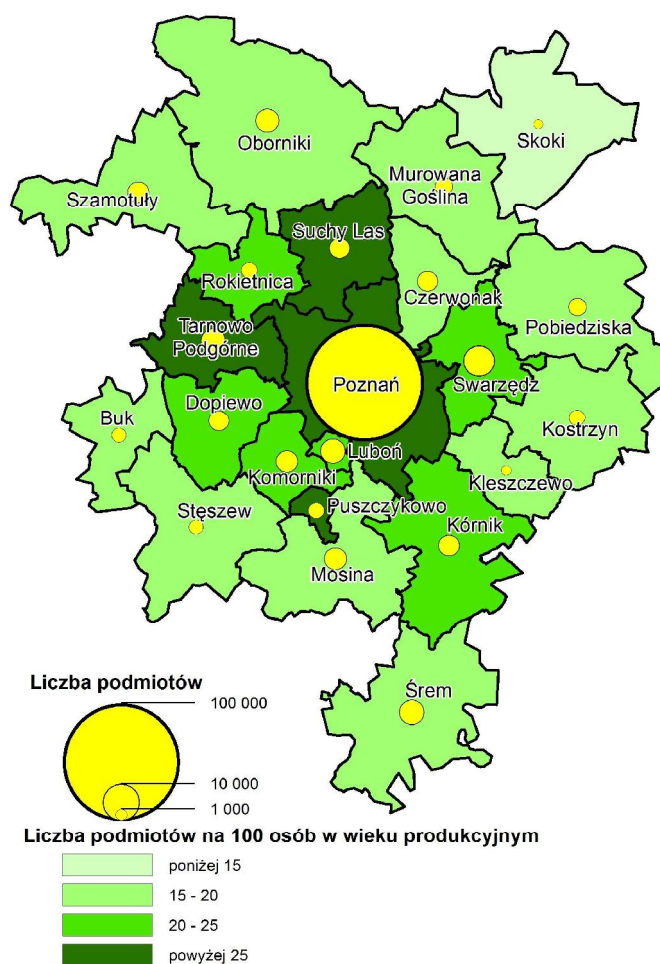 Oborniki
Skoki
Murowana
Goślina
Szamotuły
Suchy Las
Rokietnica
Czerwonak
Pobiedziska
Tarnowo
Podgórne
Poznań
Swarzędz
Dopiewo
Buk
Kostrzyn
Luboń
Komorniki
Kleszczewo
Puszczykowo
Stęszew
Kórnik
Mosina
Śrem
Liczba podmiotów
100 000
10 000
1 000
Liczba podmiotów na 100 osób w wieku produkcyjnym
poniżej 15
15 - 20
20 - 25
powyżej 25